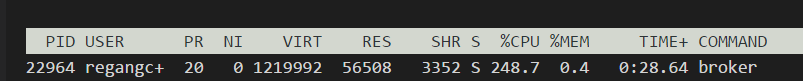 PID USER PR NI VIRT RES SHR S %CPU %MEM TIME+ COMMAND
22964 regangc+ 20 0 1219992 56508 3352 S 248.7 0.4 0:28.64 broker